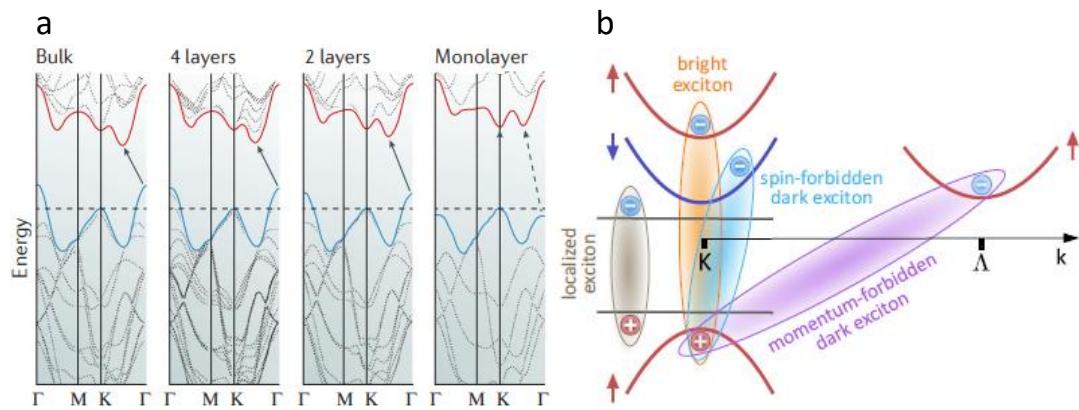 a
b
Bulk
4 layers
2 layers
Monolayer
Energy
Γ M K Γ
Γ M K Γ
Γ M K Γ
Γ M K Γ
bright
exciton
spin-forbidden
dark exciton
localized
exciton
momentum-forbidden
dark exciton
K
Λ
k